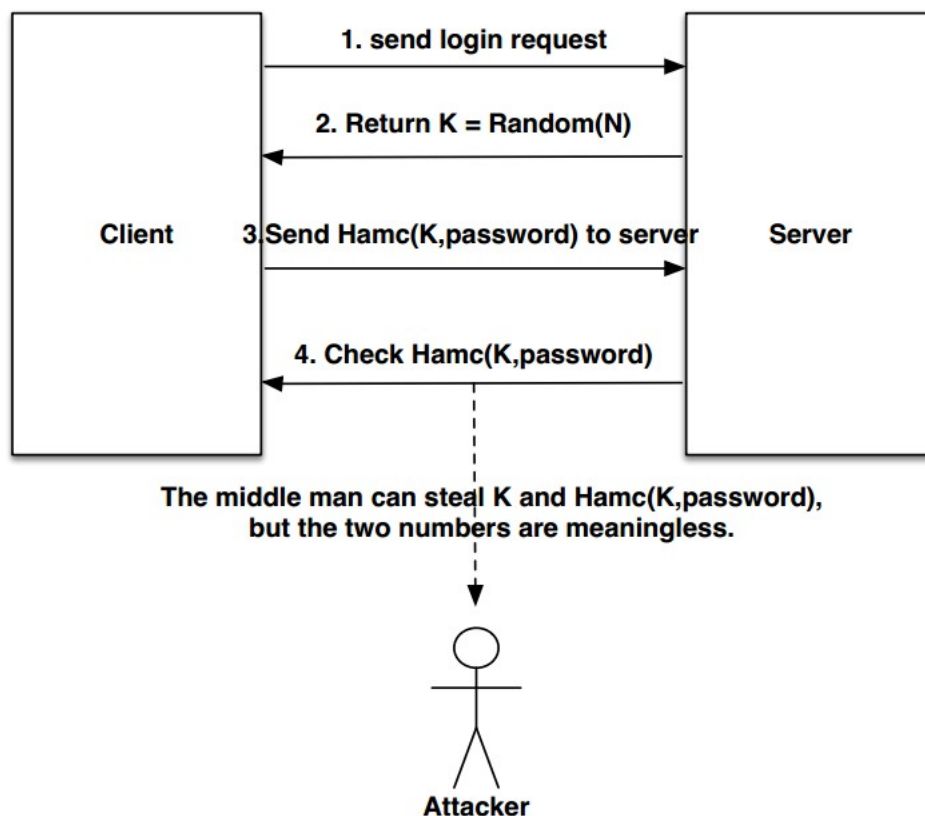 1. send login request
2. Return K = Random(N)
Client
3.Send Hamc(K,password) to server
Server
4. Check Hamc(K,password)
The middle man can steal K and Hamc(K,password),
but the two numbers are meaningless.
Attacker